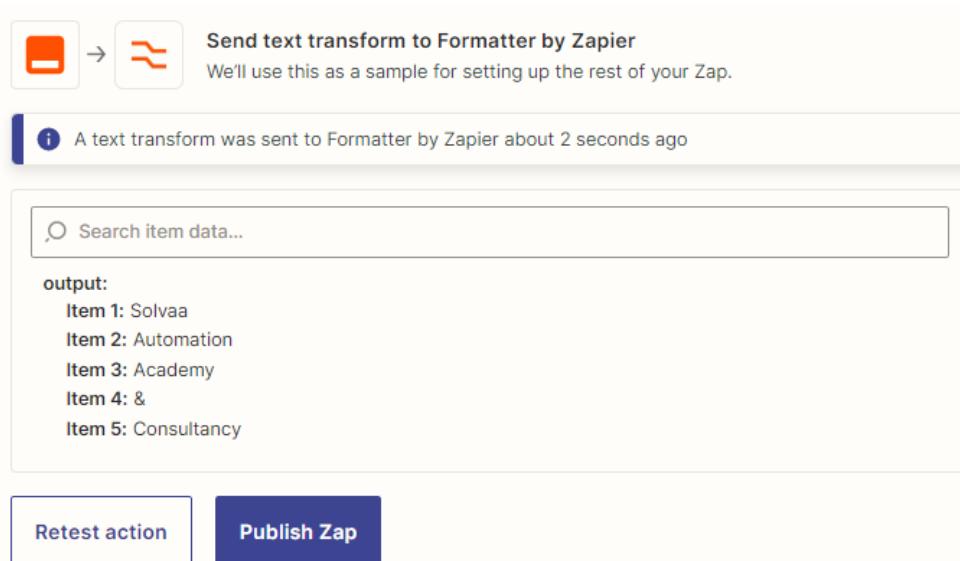 Send text transform to Formatter by Zapier
We'll use this as a sample for setting up the rest of your Zap.
A text transform was sent to Formatter by Zapier about 2 seconds ago
Search item data...
output:
Item 1: Solvaa
Item 2: Automation
Item 3: Academy
Item 4: &
Item 5: Consultancy
Retest action
Publish Zap